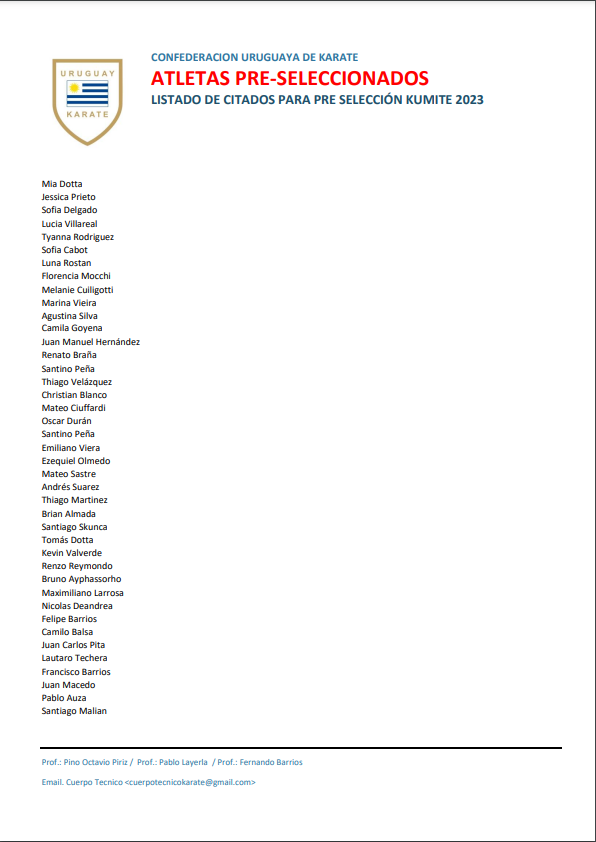 URUGUAY
KARATE
CONFEDERACION URUGUAYA DE KARATE
ATLETAS PRE-SELECCIONADOS
LISTADO DE CITADOS PARA PRE SELECCIÓN KUMITE 2023
Mia Dotta
Jessica Prieto
Sofia Delgado
Lucia Villareal
Tyanna Rodriguez
Sofia Cabot
Luna Rostan
Florencia Mocchi
Melanie Cuiligotti
Marina Vieira
Agustina Silva
Camila Goyena
Juan Manuel Hernández
Renato Braña
Santino Peña
Thiago Velázquez
Christian Blanco
Mateo Ciuffardi
Oscar Durán
Santino Peña
Emiliano Viera
Ezequiel Olmedo
Mateo Sastre
Andrés Suarez
Thiago Martinez
Brian Almada
Santiago Skunca
Tomás Dotta
Kevin Valverde
Renzo Reymondo
Bruno Ayphassorho
Maximiliano Larrosa
Nicolas Deandrea
Felipe Barrios
Camilo Balsa
Juan Carlos Pita
Lautaro Techera
Francisco Barrios
Juan Macedo
Pablo Auza
Santiago Malian
Prof.: Pino Octavio Piriz / Prof.: Pablo Layerla / Prof.: Fernando Barrios
Email. Cuerpo Tecnico <cuerpotecnicokarate@gmail.com>